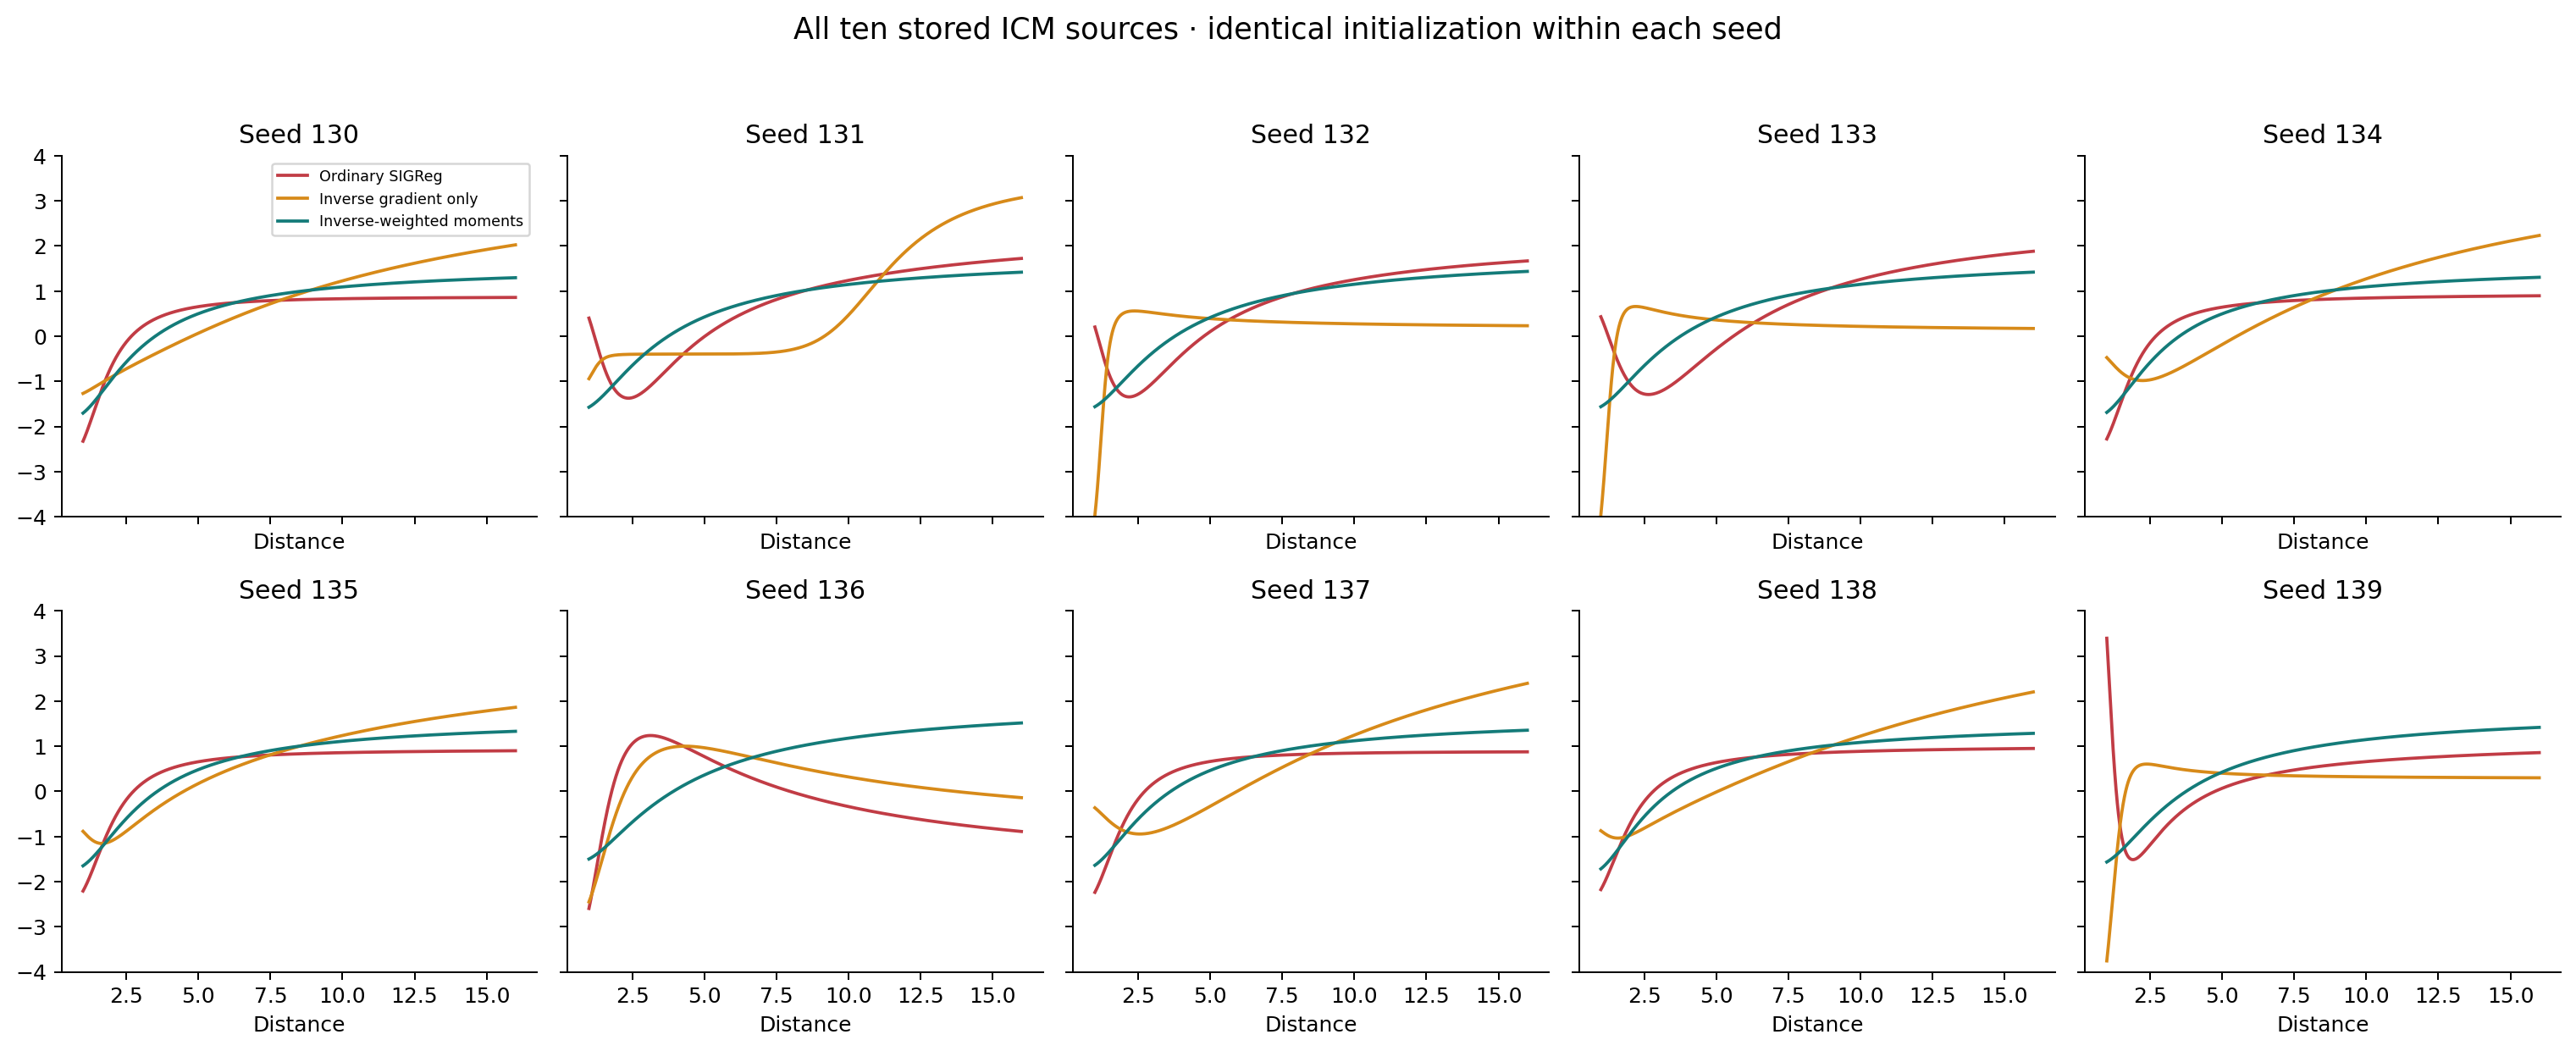 All ten stored ICM sources · identical initialization within each seed
Seed 130
Seed 131
Seed 132
Seed 133
Seed 134
Ordinary SIGReg
Inverse gradient only
Inverse-weighted moments
4
3
2
1
0
−1
−2
−3
−4
Distance
Distance
Distance
Distance
Distance
Seed 135
Seed 136
Seed 137
Seed 138
Seed 139
4
3
2
1
0
−1
−2
−3
−4
2.5 5.0 7.5 10.0 12.5 15.0
2.5 5.0 7.5 10.0 12.5 15.0
2.5 5.0 7.5 10.0 12.5 15.0
2.5 5.0 7.5 10.0 12.5 15.0
2.5 5.0 7.5 10.0 12.5 15.0
Distance
Distance
Distance
Distance
Distance